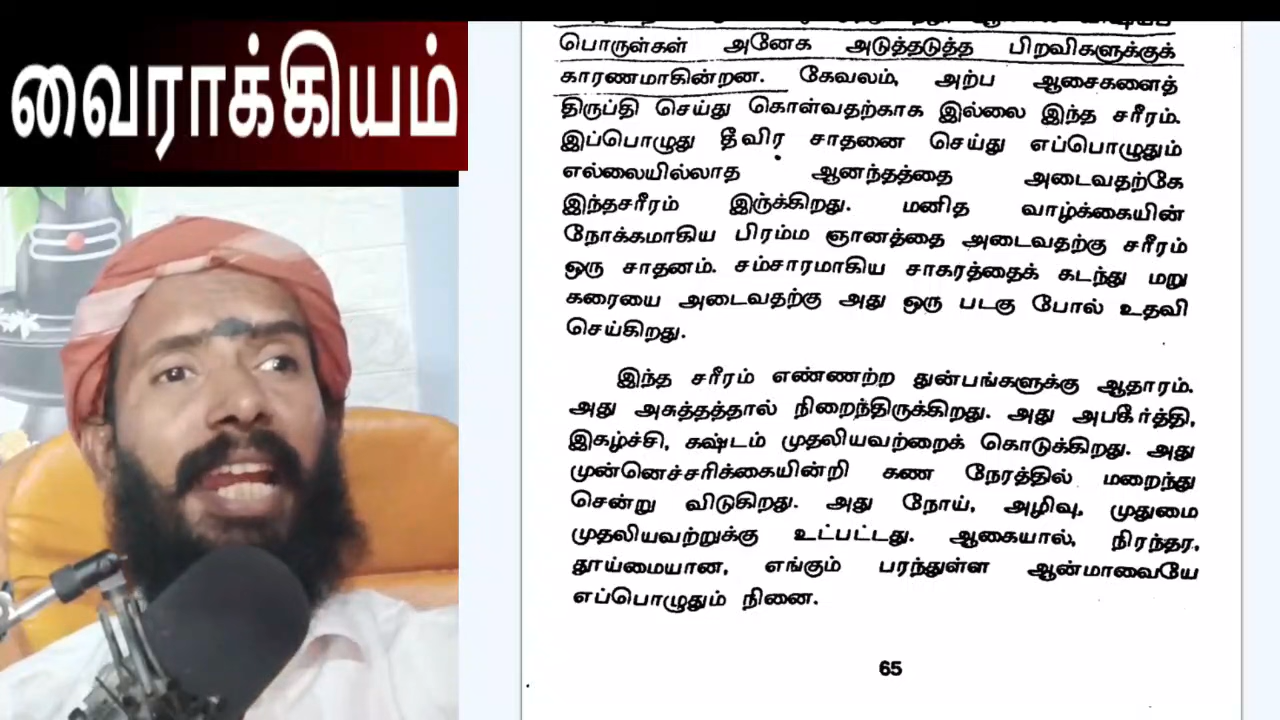 வைராக்கியம்
பொருள்கள் அனேக அடுத்தடுத்த பிறவிகளுக்குக்
காரணமாகின்றன. கேவலம், அற்ப ஆசைகளைத்
திருப்தி செய்து கொள்வதற்காக இல்லை இந்த சரீரம்.
இப்பொழுது தீவிர சாதனை செய்து எப்பொழுதும்
எல்லையில்லாத ஆனந்தத்தை அடைவதற்கே
இந்தசரீரம் இருக்கிறது. மனித வாழ்க்கையின்
நோக்கமாகிய பிரம்ம ஞானத்தை அடைவதற்கு சரீரம்
ஒரு சாதனம். சம்சாரமாகிய சாகரத்தைக் கடந்து மறு
கரையை அடைவதற்கு அது ஒரு படகு போல் உதவி
செய்கிறது.
இந்த சரீரம் எண்ணற்ற துன்பங்களுக்கு ஆதாரம்.
அது அசுத்தத்தால் நிறைந்திருக்கிறது. அது அபகீர்த்தி,
இகழ்ச்சி, கஷ்டம் முதலியவற்றைக் கொடுக்கிறது. அது
முன்னெச்சரிக்கையின்றி கண நேரத்தில் மறைந்து
சென்று விடுகிறது. அது நோய், அழிவு, முதுமை
முதலியவற்றுக்கு உட்பட்டது. ஆகையால், நிரந்தர,
தூய்மையான, எங்கும் பரந்துள்ள ஆன்மாவையே
எப்பொழுதும் நினை.
65